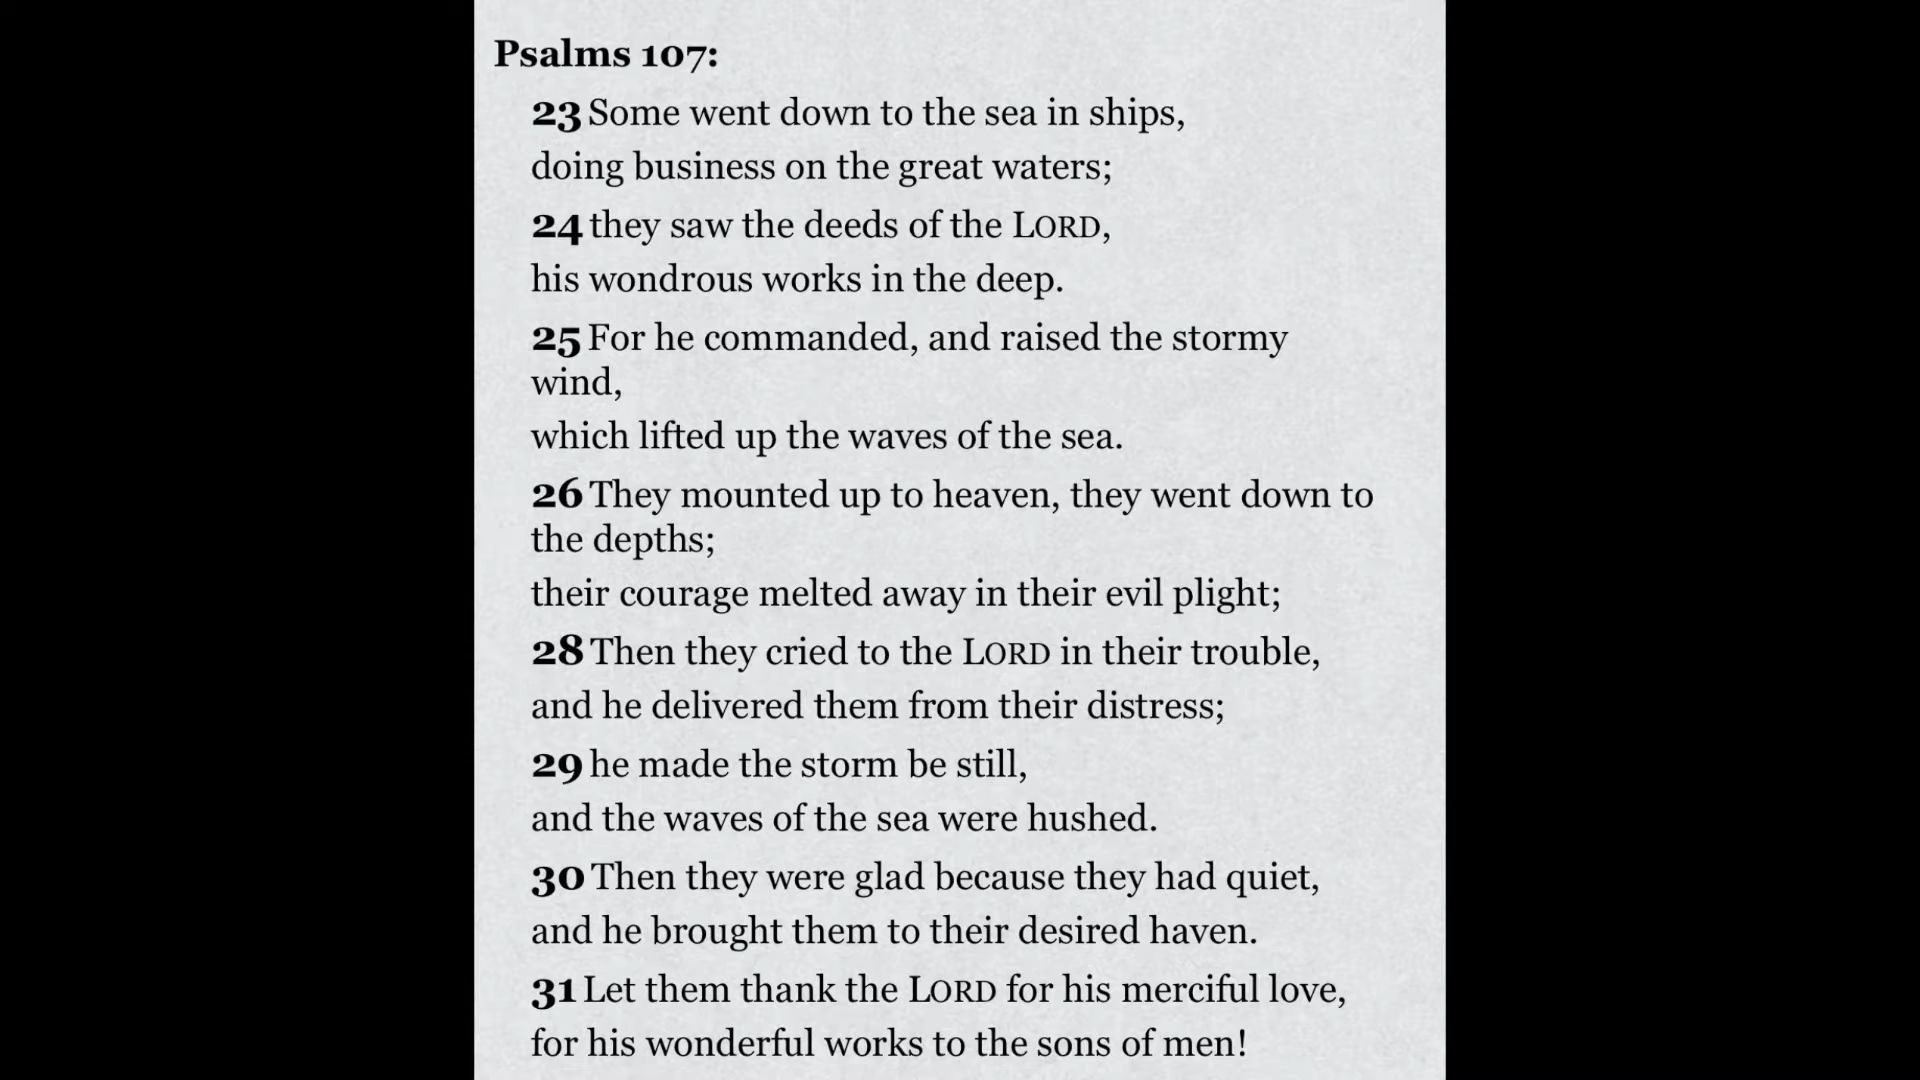 Psalms 107:
23 Some went down to the sea in ships,
doing business on the great waters;
24 they saw the deeds of the LORD,
his wondrous works in the deep.
25 For he commanded, and raised the stormy
wind,
which lifted up the waves of the sea.
26 They mounted up to heaven, they went down to
the depths;
their courage melted away in their evil plight;
28 Then they cried to the LORD in their trouble,
and he delivered them from their distress;
29 he made the storm be still,
and the waves of the sea were hushed.
30 Then they were glad because they had quiet,
and he brought them to their desired haven.
31 Let them thank the LORD for his merciful love,
for his wonderful works to the sons of men!